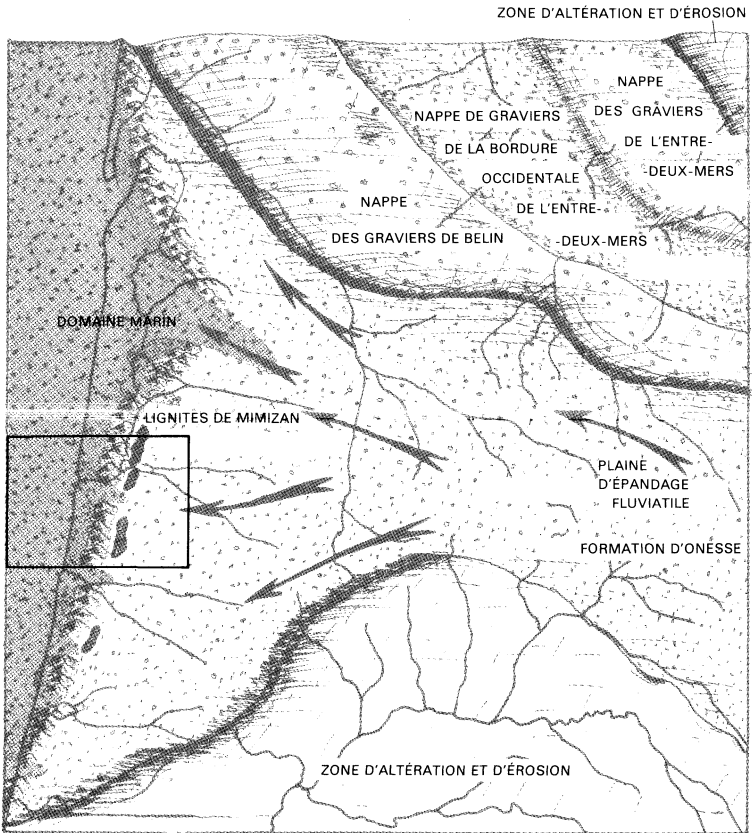 ZONE D'ALTÉRATION ET D'ÉROSION
NAPPE
DES GRAVIERS
DE L'ENTRE-
-DEUX-MERS
NAPPE DE GRAVIERS
DE LA BORDURE
OCCIDENTALE
DE L'ENTRE-
-DEUX-MERS
NAPPE
DES GRAVIERS DE BELIN
DOMAINE MARIN
LIGNITES DE MIMIZAN
PLAINE
D'ÉPANDAGE
FLUVIATILE
FORMATION D'ONESSE
ZONE D'ALTÉRATION ET D'ÉROSION